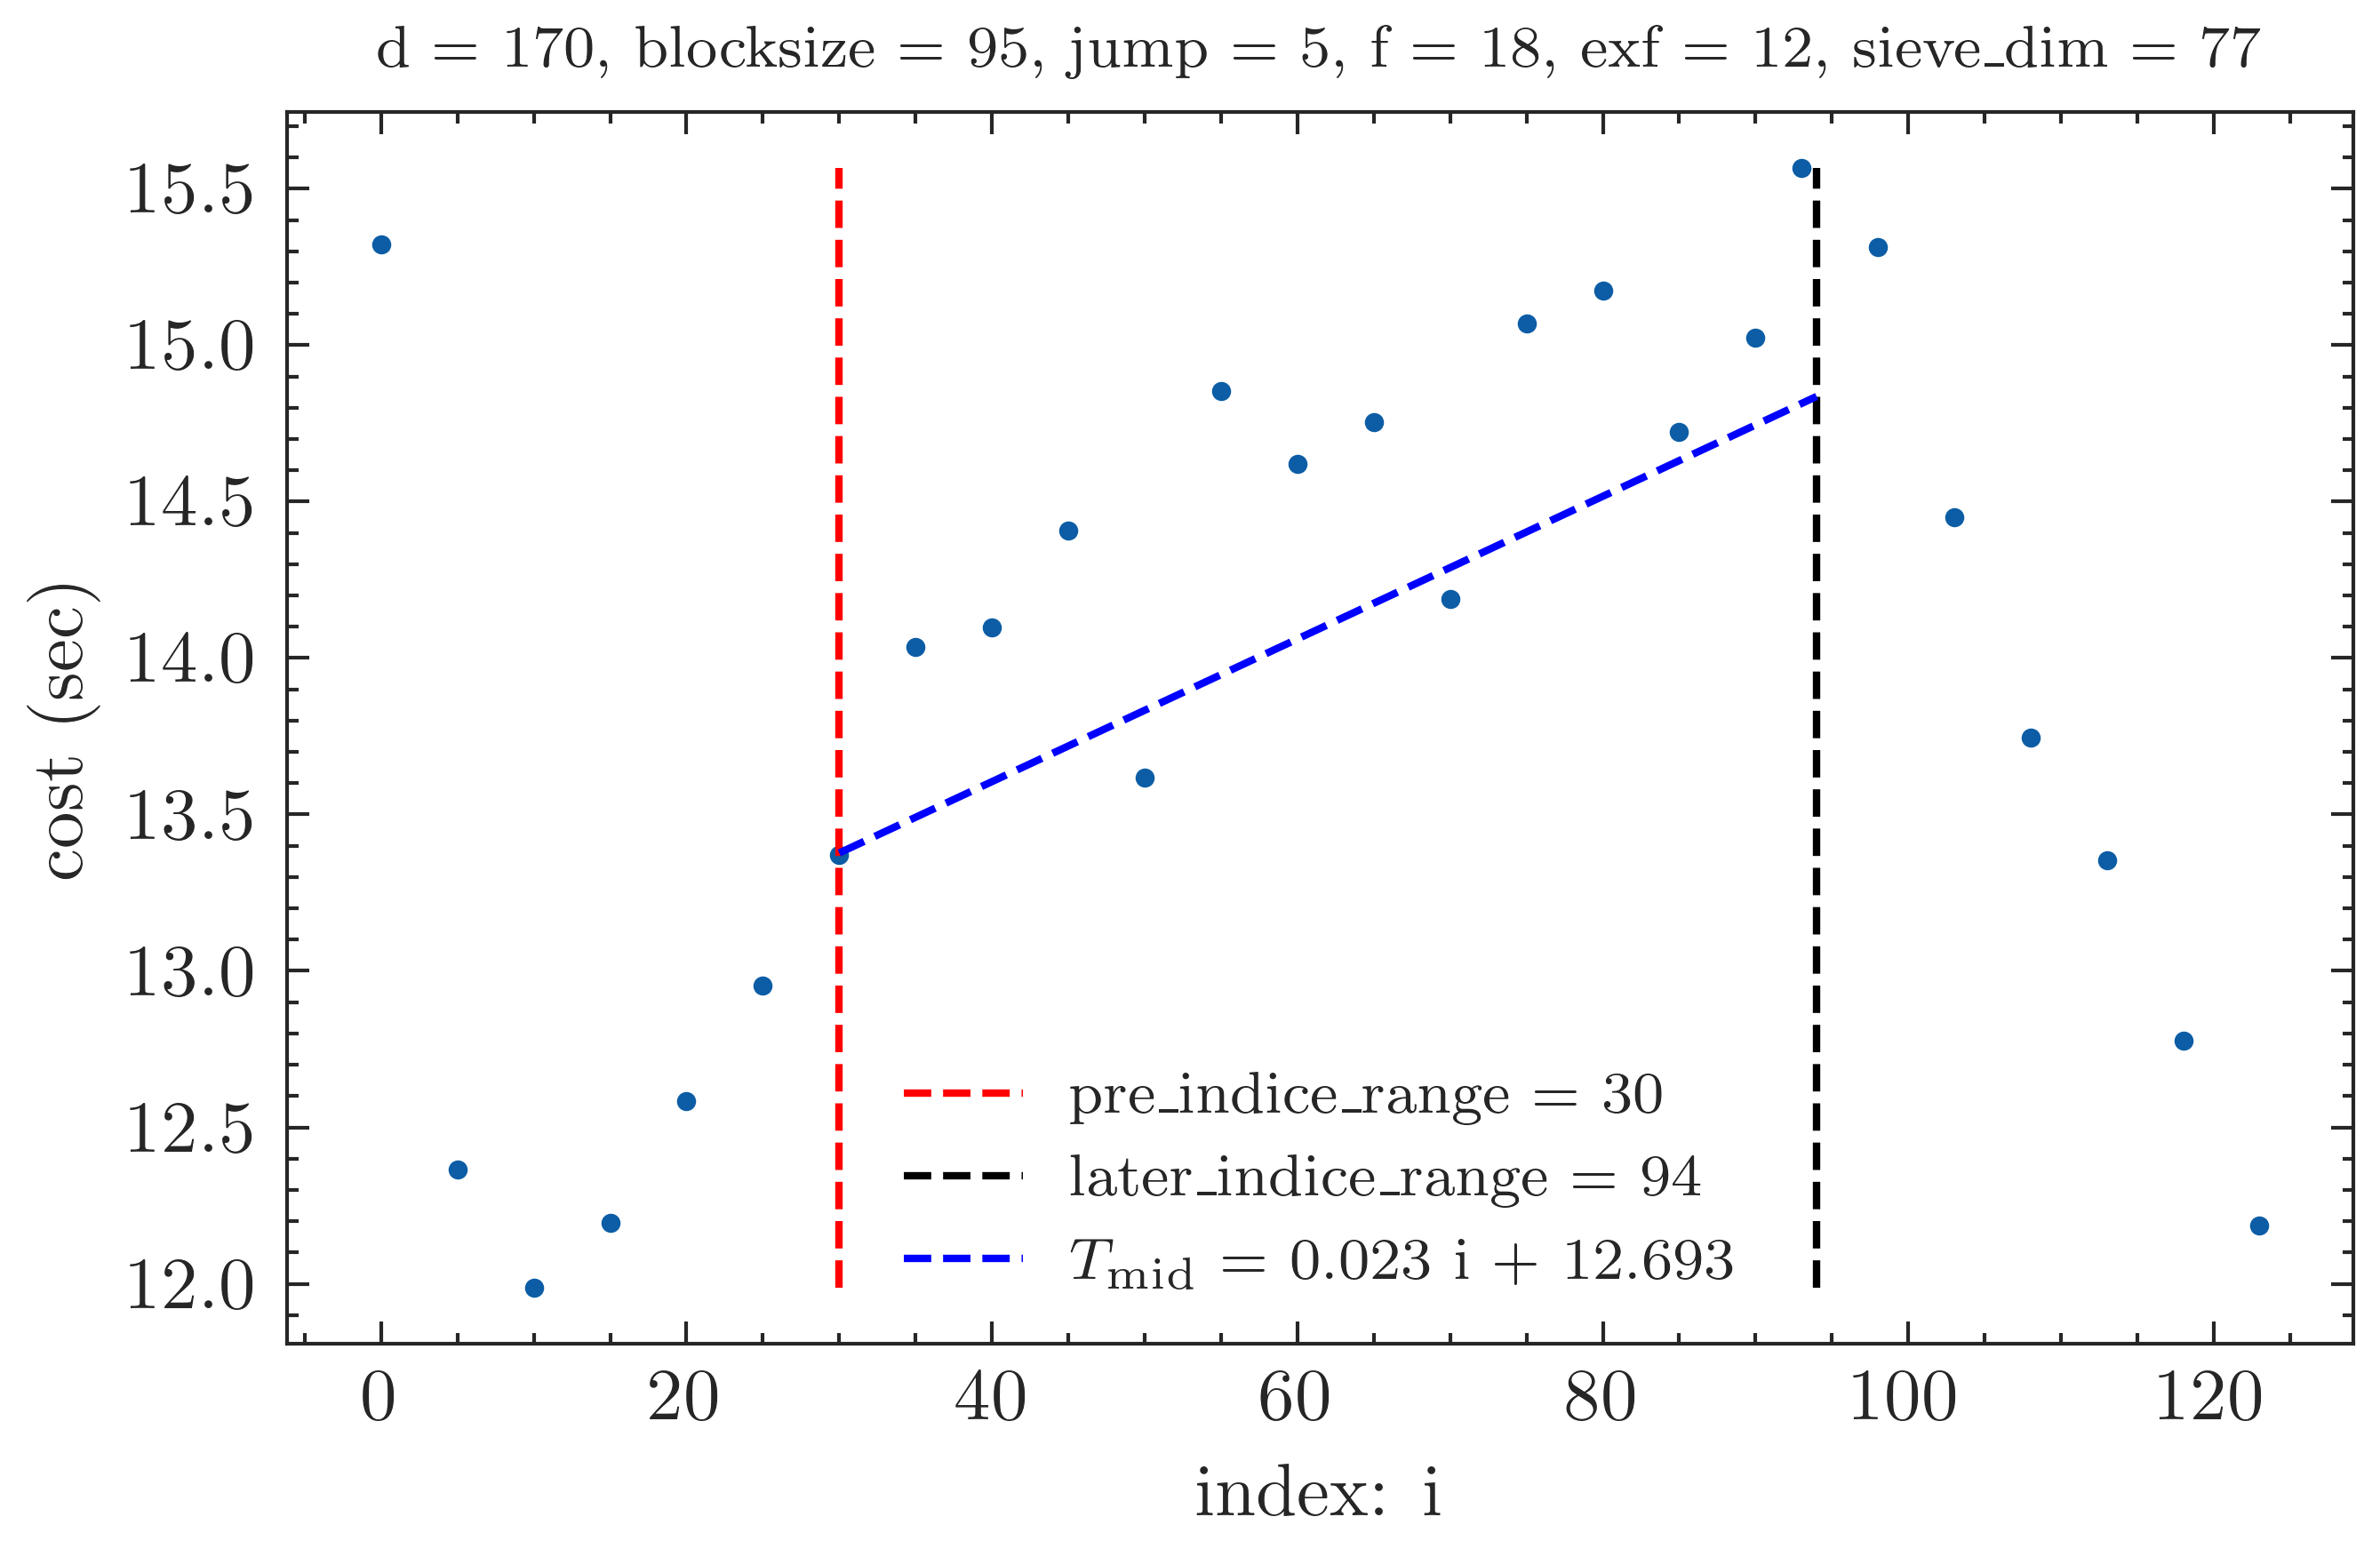 d = 170, blocksize = 95, jump = 5, f = 18, exf = 12, sieve_dim = 77
cost (sec)
15.5
15.0
14.5
14.0
13.5
13.0
12.5
12.0
pre_indice_range = 30
later_indice_range = 94
T_mid = 0.023 i + 12.693
0 20 40 60 80 100 120
index: i